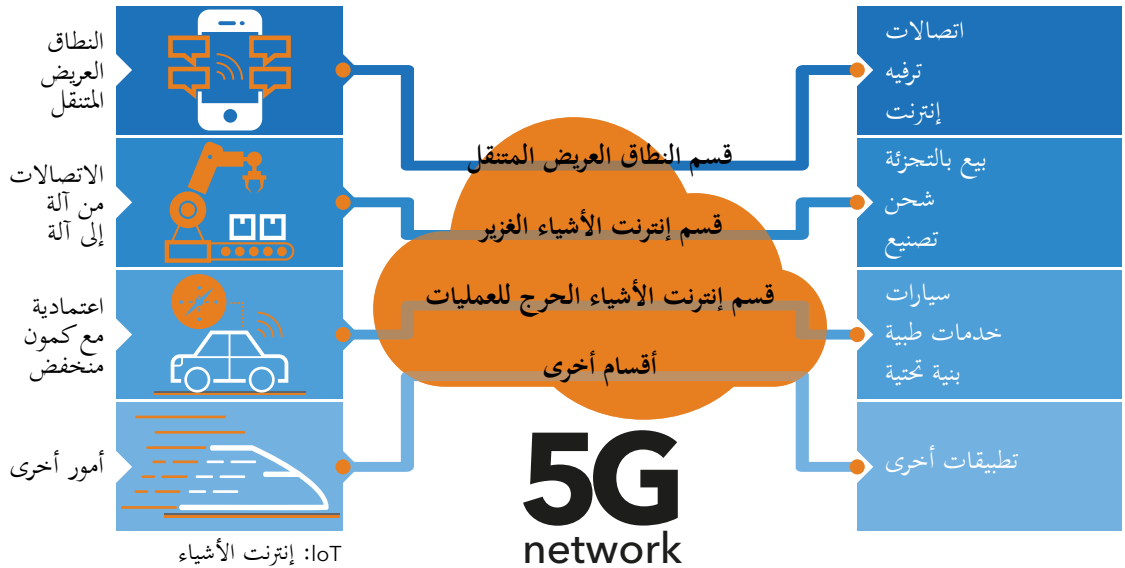 النطاق
العريض
المتنقل
الاتصالات
من آلة
إلى آلة
اعتمادية
مع كمون
منخفض
أمور أخرى
قسم النطاق العريض المتنقل
قسم إنترنت الأشياء الغزير
قسم إنترنت الأشياء الحرج للعمليات
أقسام أخرى
5G
network
اتصالات
ترفيه
إنترنت
بيع بالتجزئة
شحن
تصنيع
سيارات
خدمات طبية
بنية تحتية
تطبيقات أخرى
IoT: إنترنت الأشياء